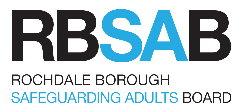 RBSAB
ROCHDALE BOROUGH
SAFEGUARDING ADULTS BOARD